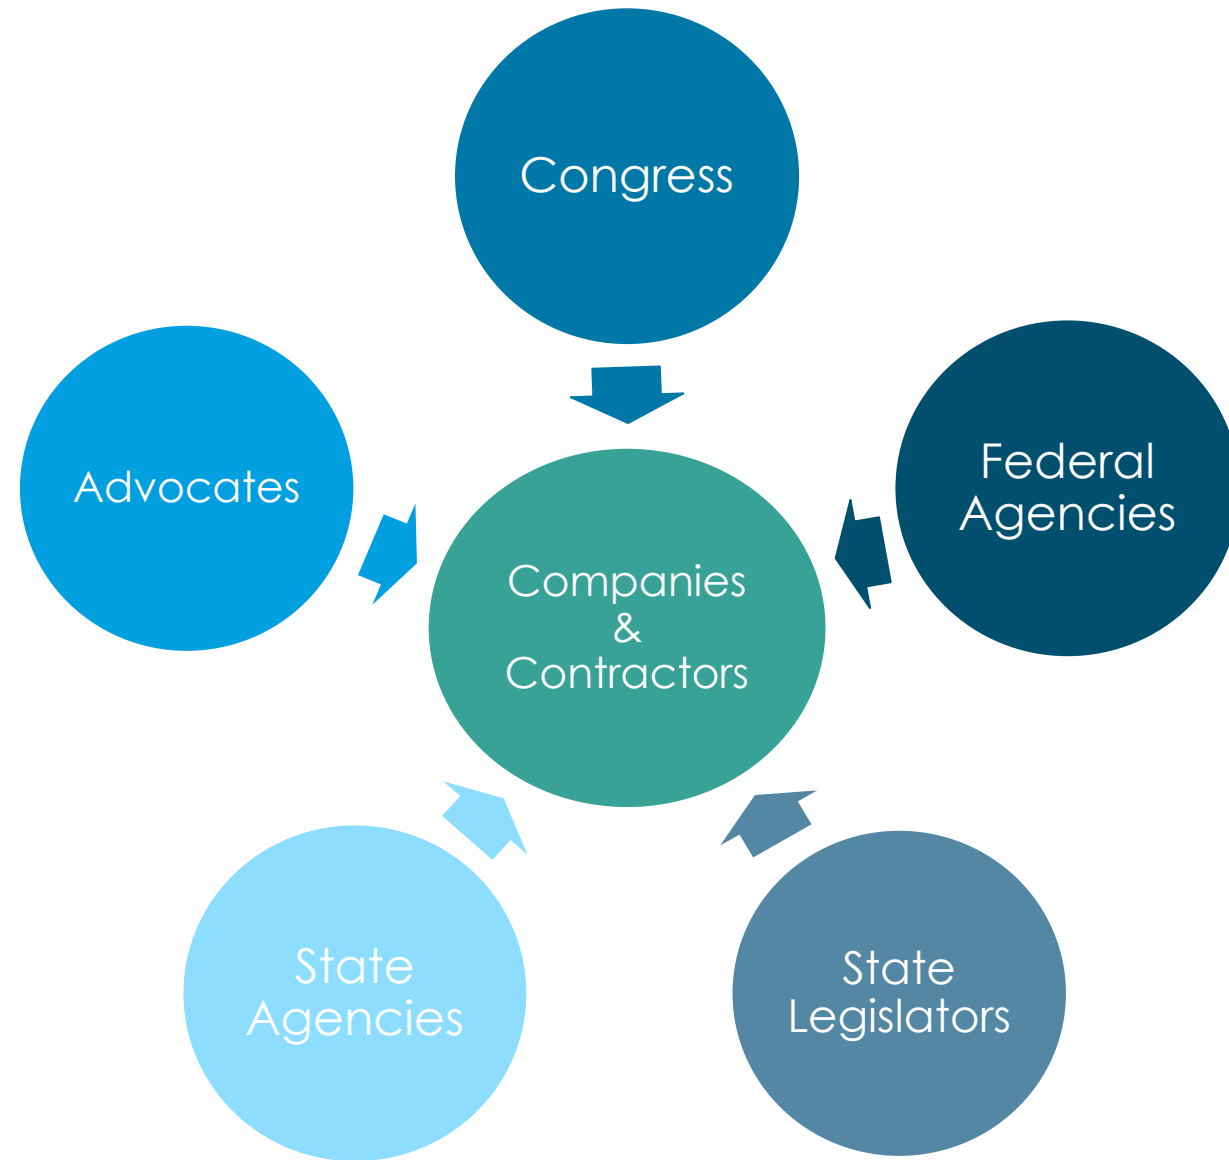 Congress
Advocates
Federal
Agencies
Companies
&
Contractors
State
Agencies
State
Legislators